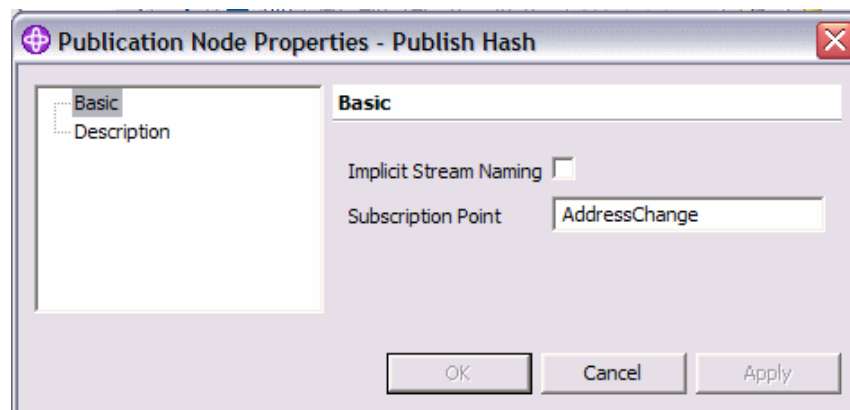 Publication Node Properties - Publish Hash
Basic
Description
Basic
Implicit Stream Naming
Subscription Point AddressChange
OK Cancel Apply